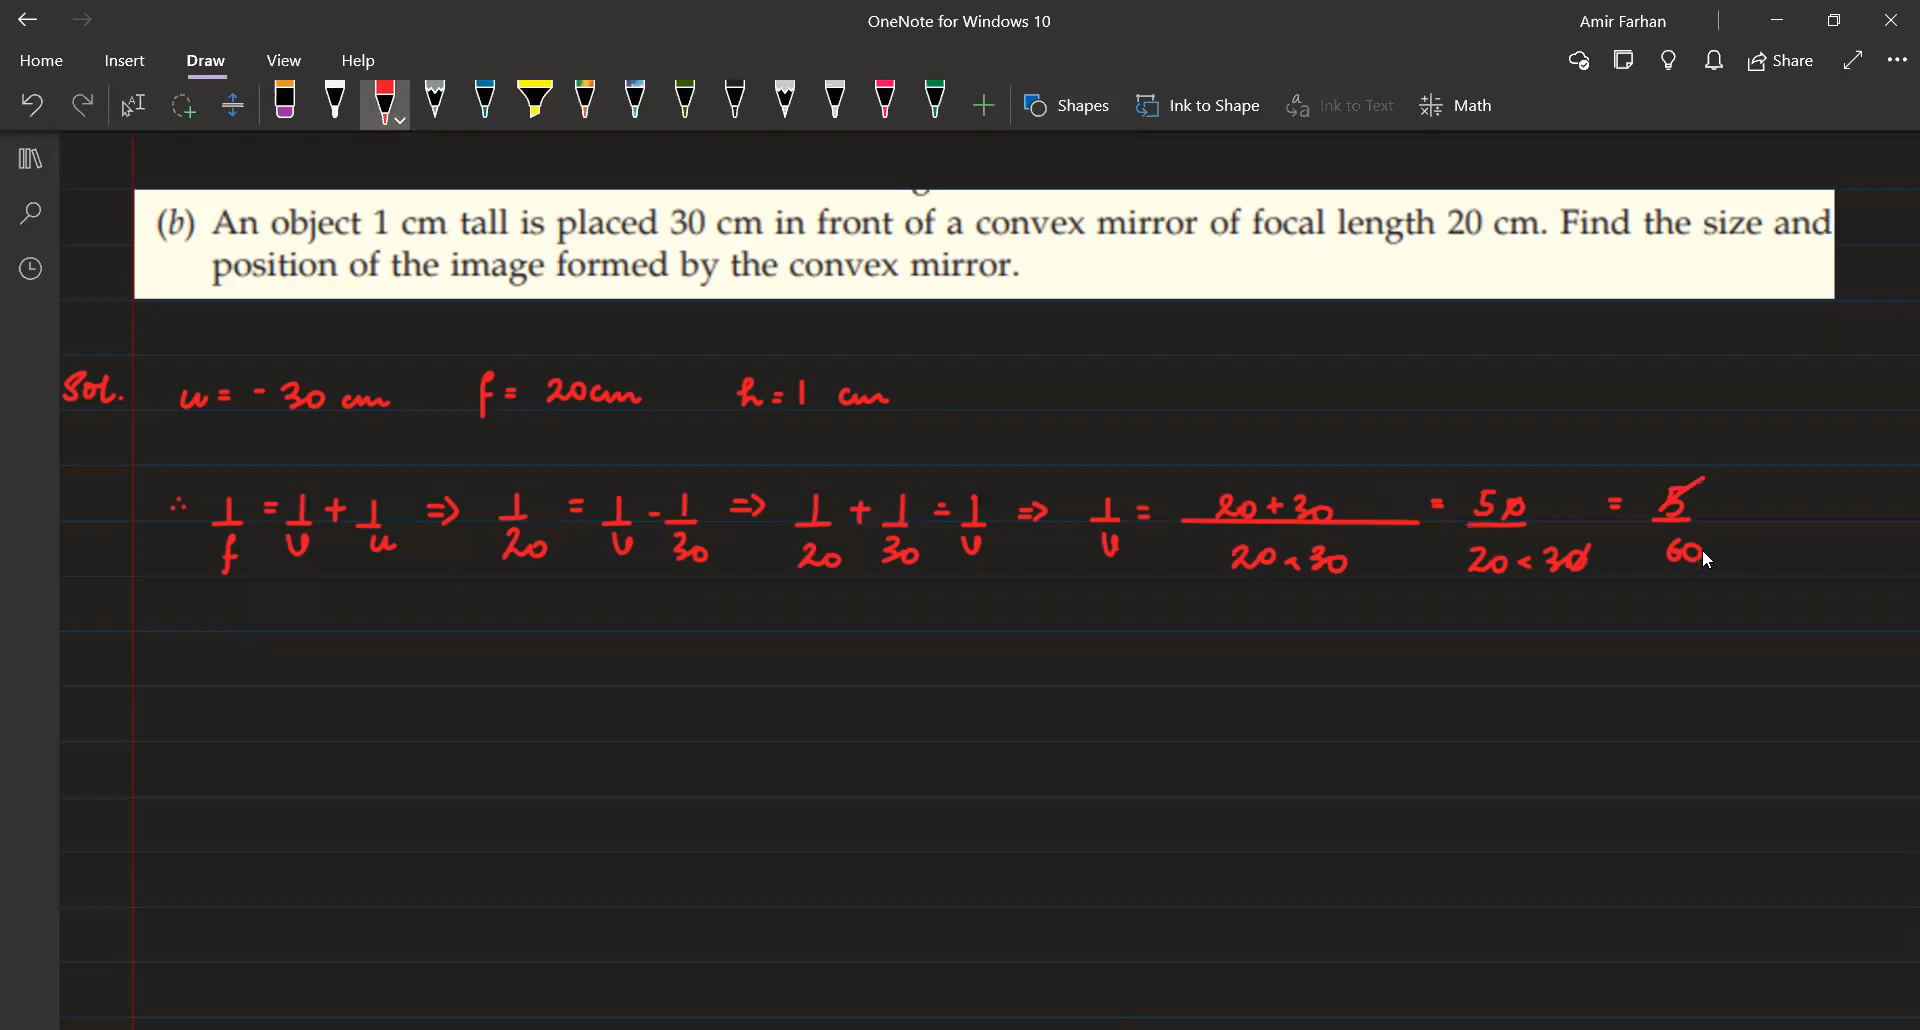 OneNote for Windows 10
Amir Farhan
Home Insert Draw View Help
Share
Shapes Ink to Shape Ink to Text Math
(b) An object 1 cm tall is placed 30 cm in front of a convex mirror of focal length 20 cm. Find the size and
position of the image formed by the convex mirror.
Sol. u = - 30 cm f = 20cm h = 1 cm
∴ 1/f = 1/v + 1/u ⇒ 1/20 = 1/v - 1/30 ⇒ 1/20 + 1/30 = 1/v ⇒ 1/v = 20+30/20×30 = 50/20×30 = 5/60